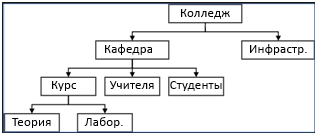 Колледж
Кафедра
Инфрастр.
Курс
Учителя
Студенты
Теория
Лабор.